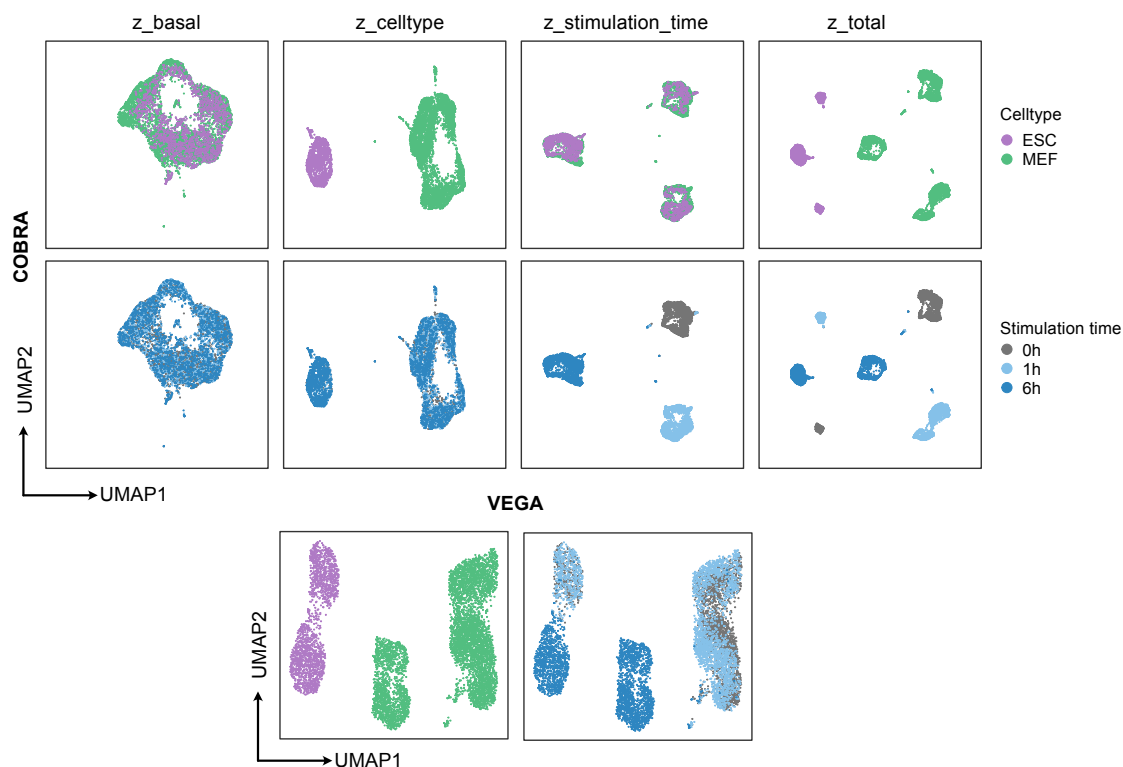 z_basal
z_celltype
z_stimulation_time
z_total
COBRA
Celltype
ESC
MEF
UMAP2
UMAP1
Stimulation time
0h
1h
6h
VEGA
UMAP2
UMAP1